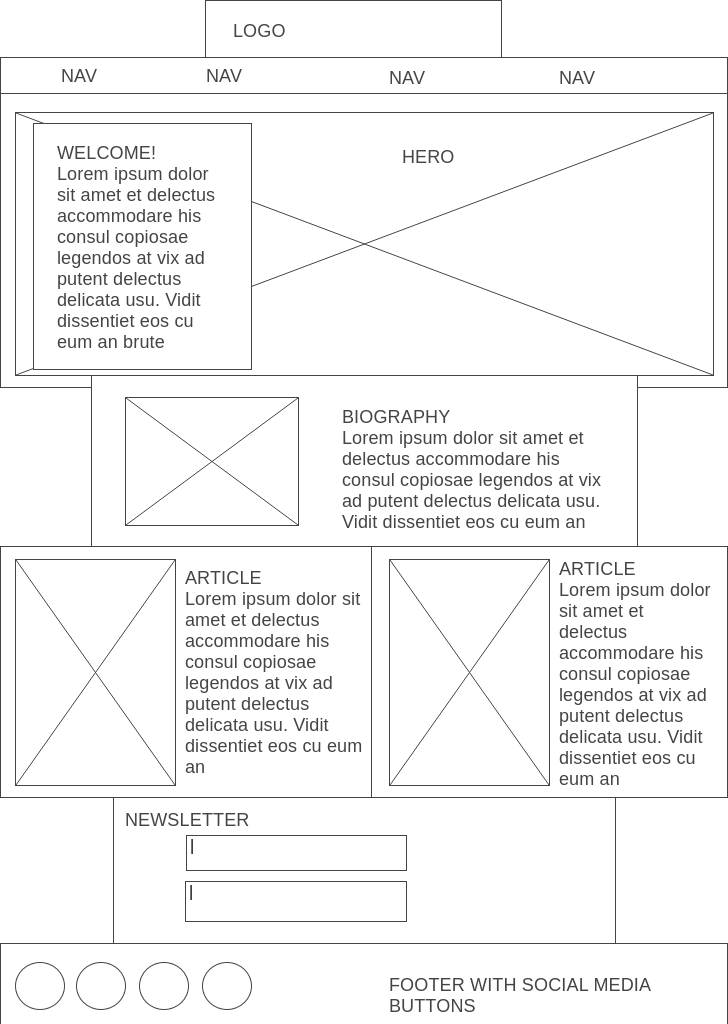 LOGO
NAV NAV NAV NAV
HERO
WELCOME!
Lorem ipsum dolor
sit amet et delectus
accommodare his
consul copiosae
legendos at vix ad
putent delectus
delicata usu. Vidit
dissentiet eos cu
eum an brute
BIOGRAPHY
Lorem ipsum dolor sit amet et
delectus accommodare his
consul copiosae legendos at vix
ad putent delectus delicata usu.
Vidit dissentiet eos cu eum an
ARTICLE
Lorem ipsum dolor sit
amet et delectus
accommodare his
consul copiosae
legendos at vix ad
putent delectus
delicata usu. Vidit
dissentiet eos cu eum
an
ARTICLE
Lorem ipsum dolor
sit amet et
delectus
accommodare his
consul copiosae
legendos at vix ad
putent delectus
delicata usu. Vidit
dissentiet eos cu
eum an
NEWSLETTER
FOOTER WITH SOCIAL MEDIA
BUTTONS